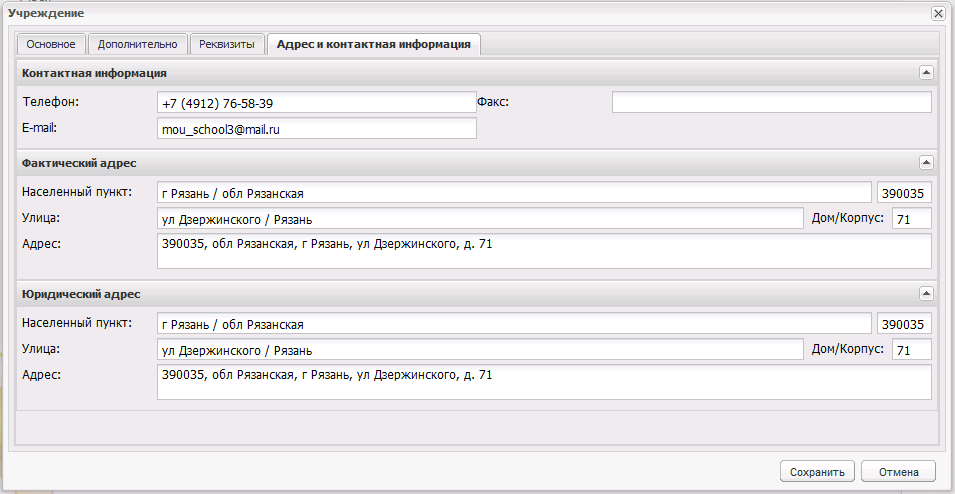 Учреждение
Основное Дополнительно Реквизиты Адрес и контактная информация
Контактная информация
Телефон: +7 (4912) 76-58-39 Факс:
E-mail: mou_school3@mail.ru
Фактический адрес
Населенный пункт: г Рязань / обл Рязанская 390035
Улица: ул Дзержинского / Рязань Дом/Корпус: 71
Адрес: 390035, обл Рязанская, г Рязань, ул Дзержинского, д. 71
Юридический адрес
Населенный пункт: г Рязань / обл Рязанская 390035
Улица: ул Дзержинского / Рязань Дом/Корпус: 71
Адрес: 390035, обл Рязанская, г Рязань, ул Дзержинского, д. 71
Сохранить Отмена